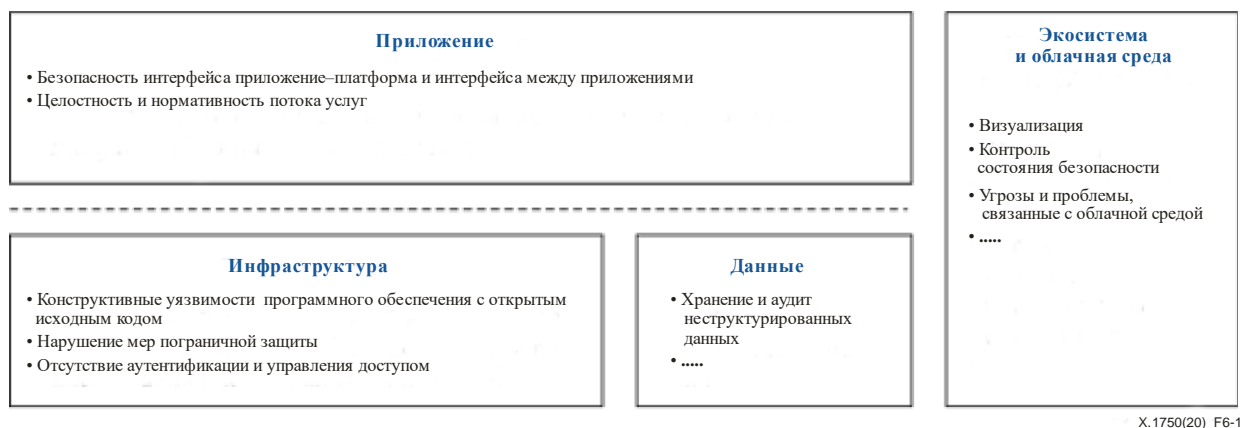 Приложение
• Безопасность интерфейса приложение–платформа и интерфейса между приложениями
• Целостность и нормативность потока услуг
Экосистема
и облачная среда
• Визуализация
• Контроль
состояния безопасности
• Угрозы и проблемы,
связанные с облачной средой
• .....
Инфраструктура
• Конструктивные уязвимости программного обеспечения с открытым
исходным кодом
• Нарушение мер пограничной защиты
• Отсутствие аутентификации и управления доступом
Данные
• Хранение и аудит
неструктурированных
данных
• .....
X.1750(20)_F6-1